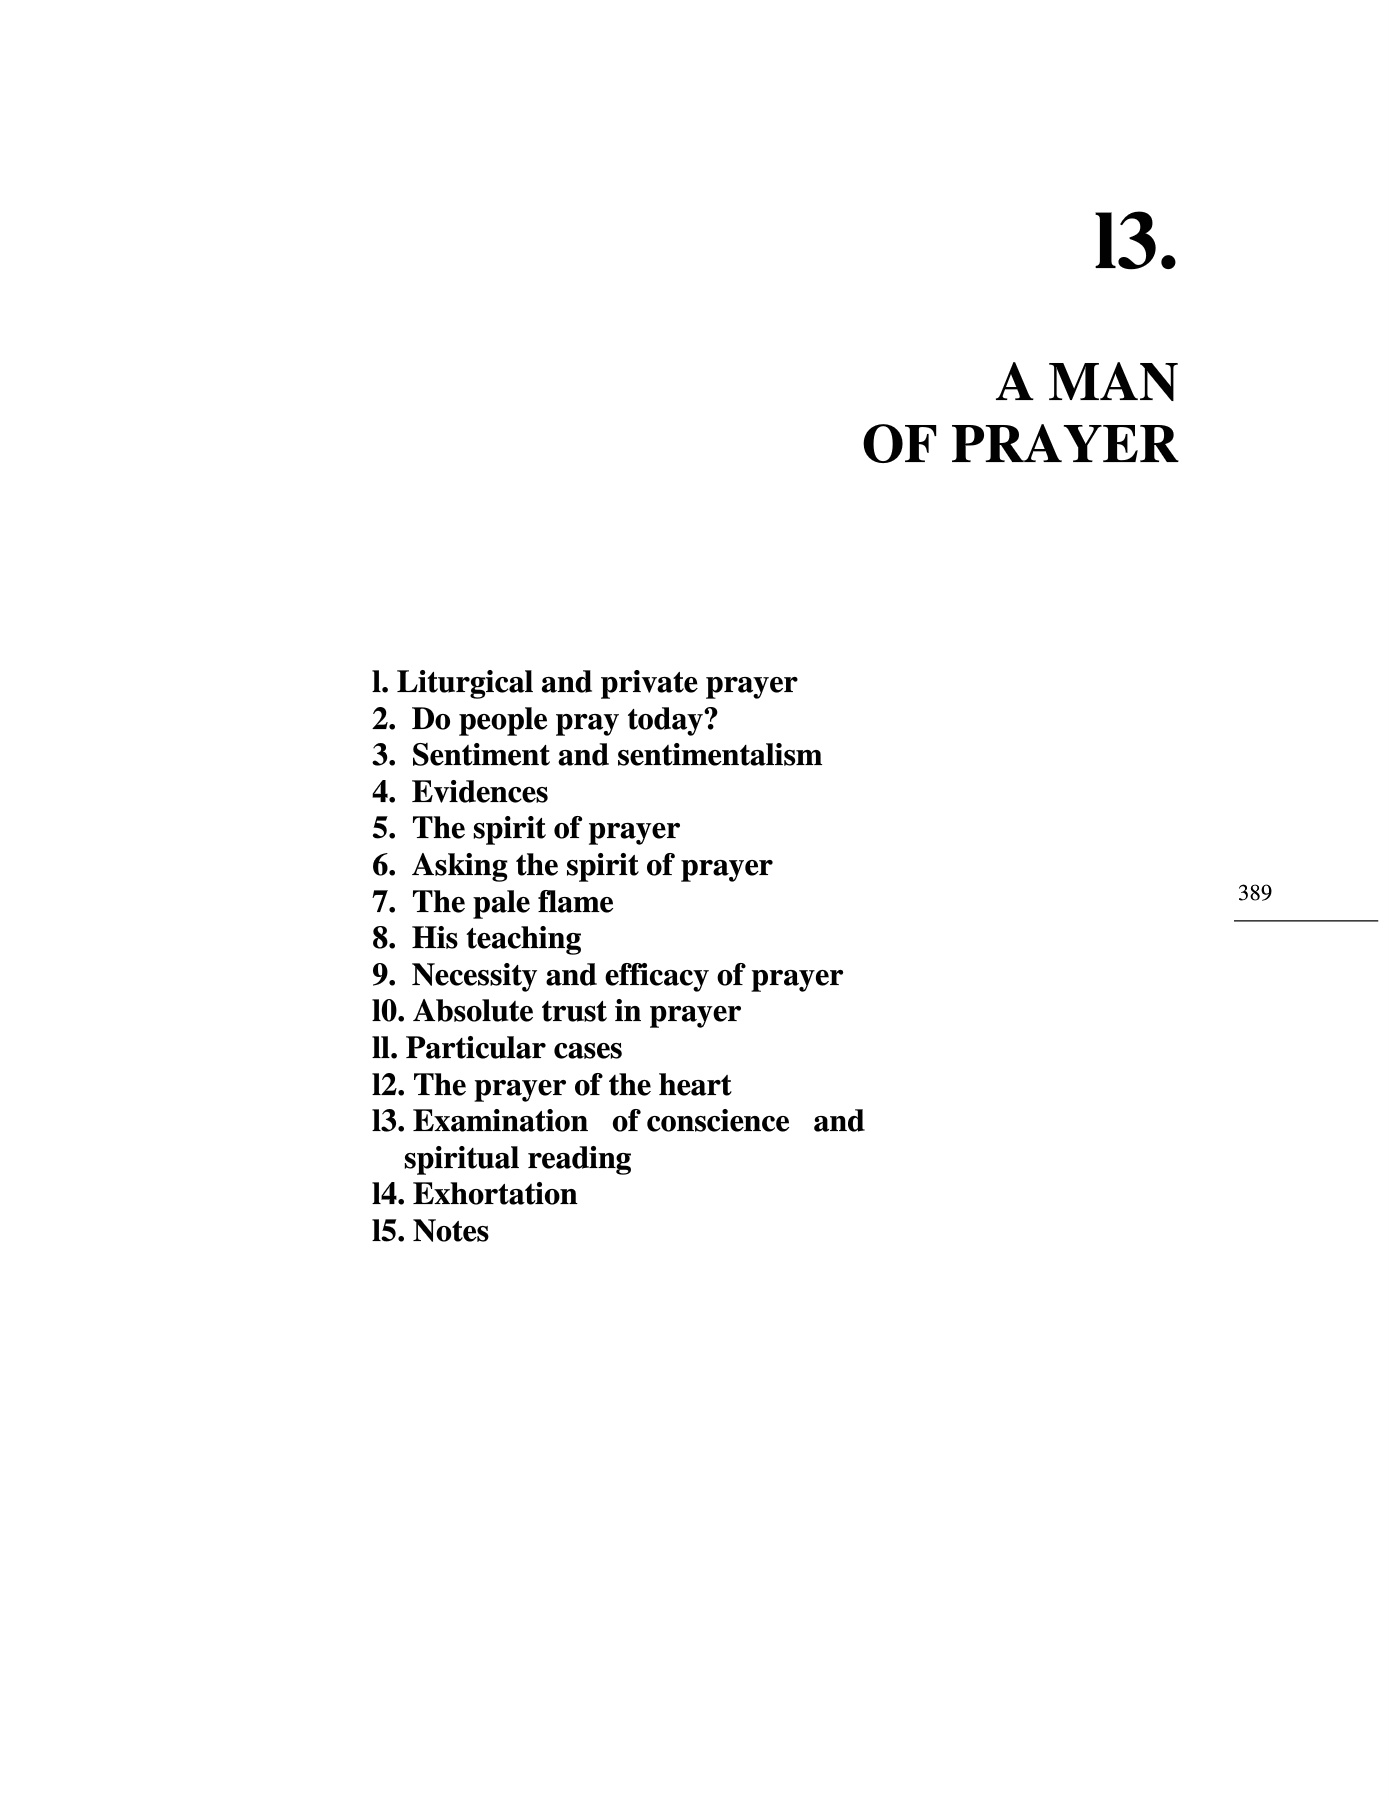 l3.
A MAN
OF PRAYER
l. Liturgical and private prayer
2. Do people pray today?
3. Sentiment and sentimentalism
4. Evidences
5. The spirit of prayer
6. Asking the spirit of prayer
7. The pale flame
8. His teaching
9. Necessity and efficacy of prayer
l0. Absolute trust in prayer
ll. Particular cases
l2. The prayer of the heart
l3. Examination of conscience and
spiritual reading
l4. Exhortation
l5. Notes
389